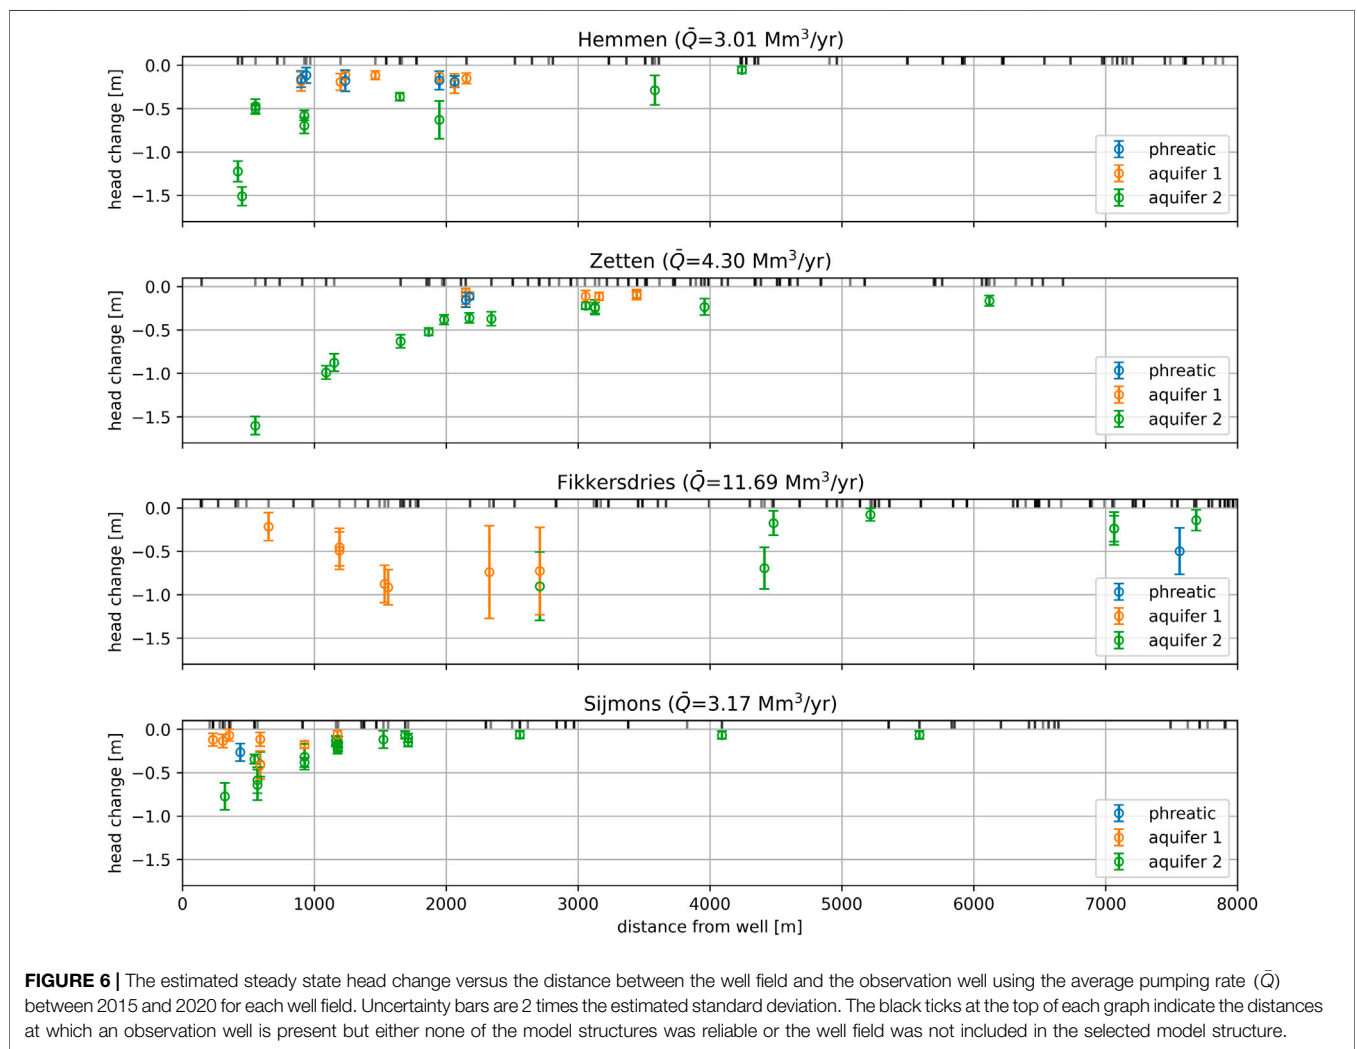 Hemmen (Q̄=3.01 Mm³/yr)
0.0
−0.5
−1.0
−1.5
head change [m]
phreatic
aquifer 1
aquifer 2
Zetten (Q̄=4.30 Mm³/yr)
0.0
−0.5
−1.0
−1.5
head change [m]
phreatic
aquifer 1
aquifer 2
Fikkersdries (Q̄=11.69 Mm³/yr)
0.0
−0.5
−1.0
−1.5
head change [m]
phreatic
aquifer 1
aquifer 2
Sijmons (Q̄=3.17 Mm³/yr)
0.0
−0.5
−1.0
−1.5
head change [m]
phreatic
aquifer 1
aquifer 2
0 1000 2000 3000 4000 5000 6000 7000 8000
distance from well [m]
FIGURE 6 | The estimated steady state head change versus the distance between the well field and the observation well using the average pumping rate (Q̄)
between 2015 and 2020 for each well field. Uncertainty bars are 2 times the estimated standard deviation. The black ticks at the top of each graph indicate the distances
at which an observation well is present but either none of the model structures was reliable or the well field was not included in the selected model structure.